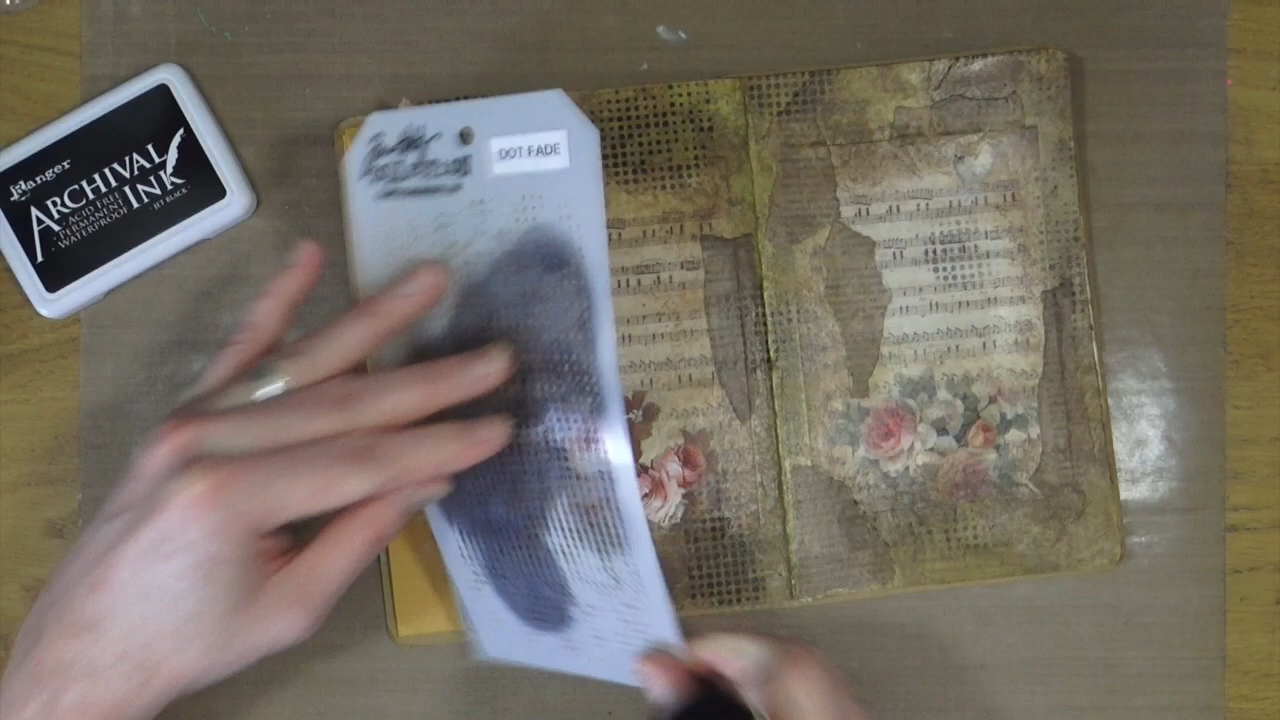 Ranger
ARCHIVAL
INK
· ACID FREE
· PERMANENT
· WATERPROOF
· JET BLACK ·
DOT FADE